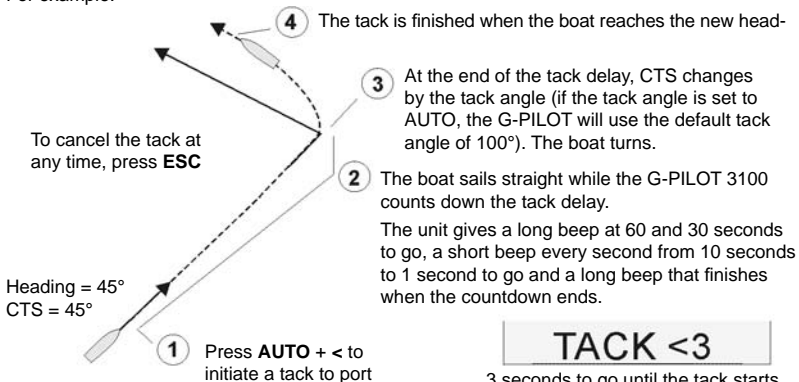 For example:
4 The tack is finished when the boat reaches the new head-
3 At the end of the tack delay, CTS changes
by the tack angle (if the tack angle is set to
AUTO, the G-PILOT will use the default tack
angle of 100°). The boat turns.
To cancel the tack at
any time, press ESC
2 The boat sails straight while the G-PILOT 3100
counts down the tack delay.
The unit gives a long beep at 60 and 30 seconds
to go, a short beep every second from 10 seconds
to 1 second to go and a long beep that finishes
when the countdown ends.
Heading = 45°
CTS = 45°
1 Press AUTO + < to
initiate a tack to port
TACK <3
3 seconds to go until the tack starts